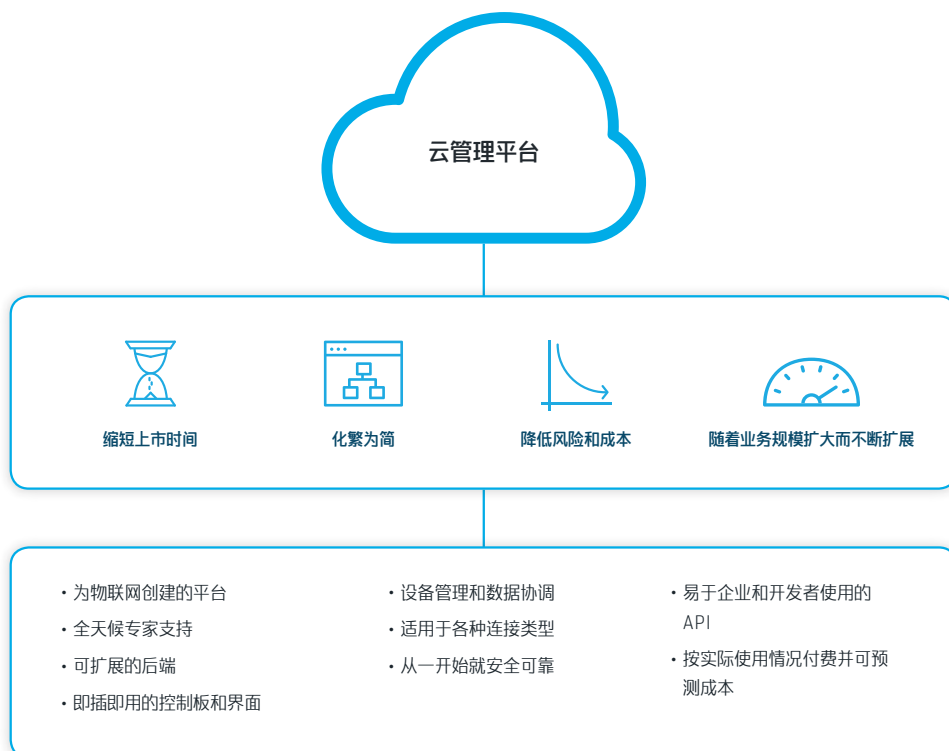 云管理平台
缩短上市时间
化繁为简
降低风险和成本
随着业务规模扩大而不断扩展
・为物联网创建的平台
・全天候专家支持
・可扩展的后端
・即插即用的控制板和界面
・设备管理和数据协调
・适用于各种连接类型
・从一开始就安全可靠
・易于企业和开发者使用的
API
・按实际使用情况付费并可预
测成本